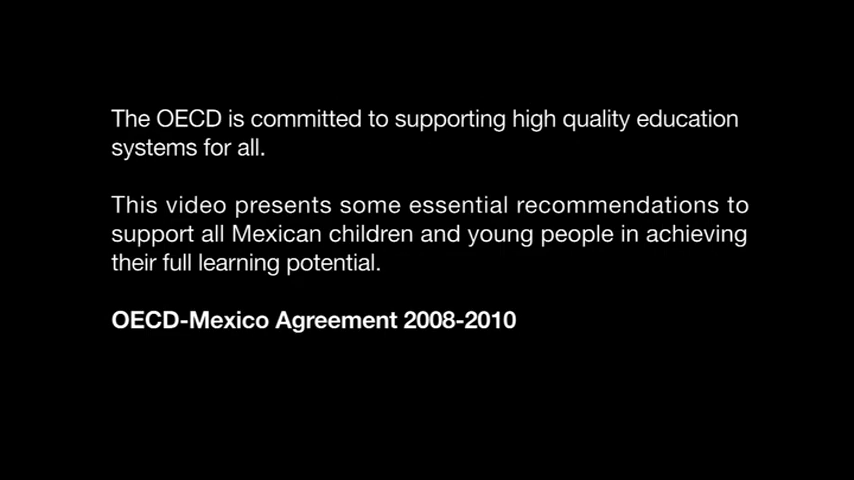 The OECD is committed to supporting high quality education
systems for all.
This video presents some essential recommendations to
support all Mexican children and young people in achieving
their full learning potential.
OECD-Mexico Agreement 2008-2010